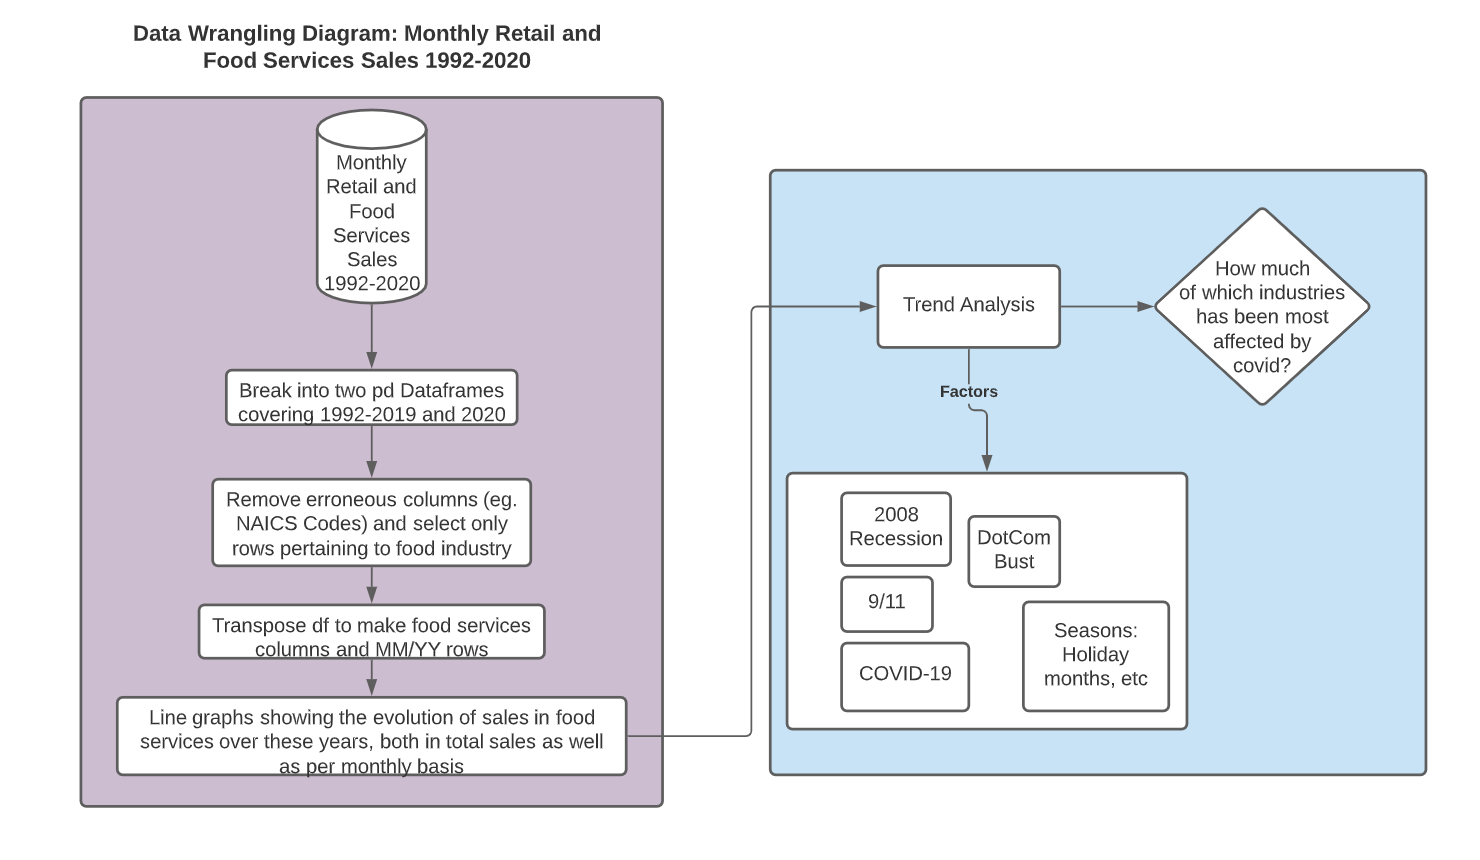 Data Wrangling Diagram: Monthly Retail and
Food Services Sales 1992-2020
Monthly
Retail and
Food
Services
Sales
1992-2020
Break into two pd Dataframes
covering 1992-2019 and 2020
Remove erroneous columns (eg.
NAICS Codes) and select only
rows pertaining to food industry
Transpose df to make food services
columns and MM/YY rows
Line graphs showing the evolution of sales in food
services over these years, both in total sales as well
as per monthly basis
Trend Analysis
How much
of which industries
has been most
affected by
covid?
Factors
2008
Recession
DotCom
Bust
9/11
COVID-19
Seasons:
Holiday
months, etc